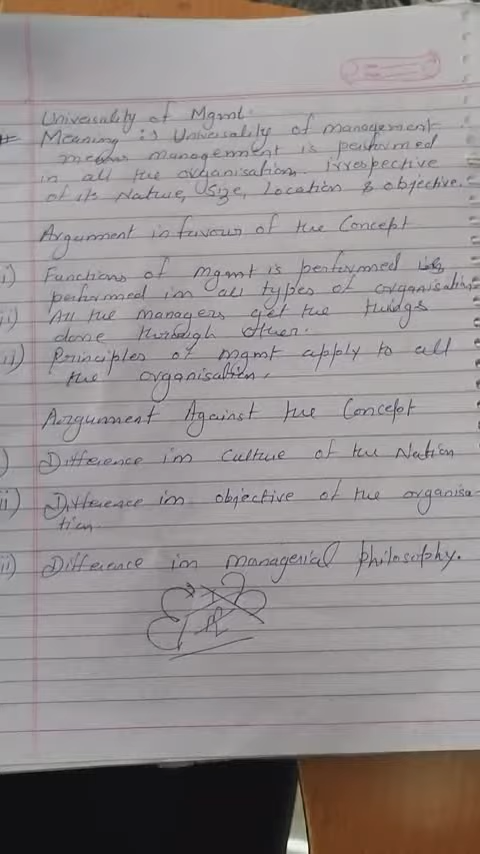 Universality of Mgmt.
Meaning :- Universality of management
means management is performed
in all the organisation irrespective
of its Nature, Size, Location & objective.
Argument in favour of the Concept
i) Functions of mgmt is performed is
performed in all types of organisation
ii) All the managers get the things
done through other.
iii) Principles of mgmt apply to all
the organisation.
Argument Against the Concept
i) Difference in culture of the Nation
ii) Difference in objective of the organisa-
tion.
iii) Difference in managerial philosophy.